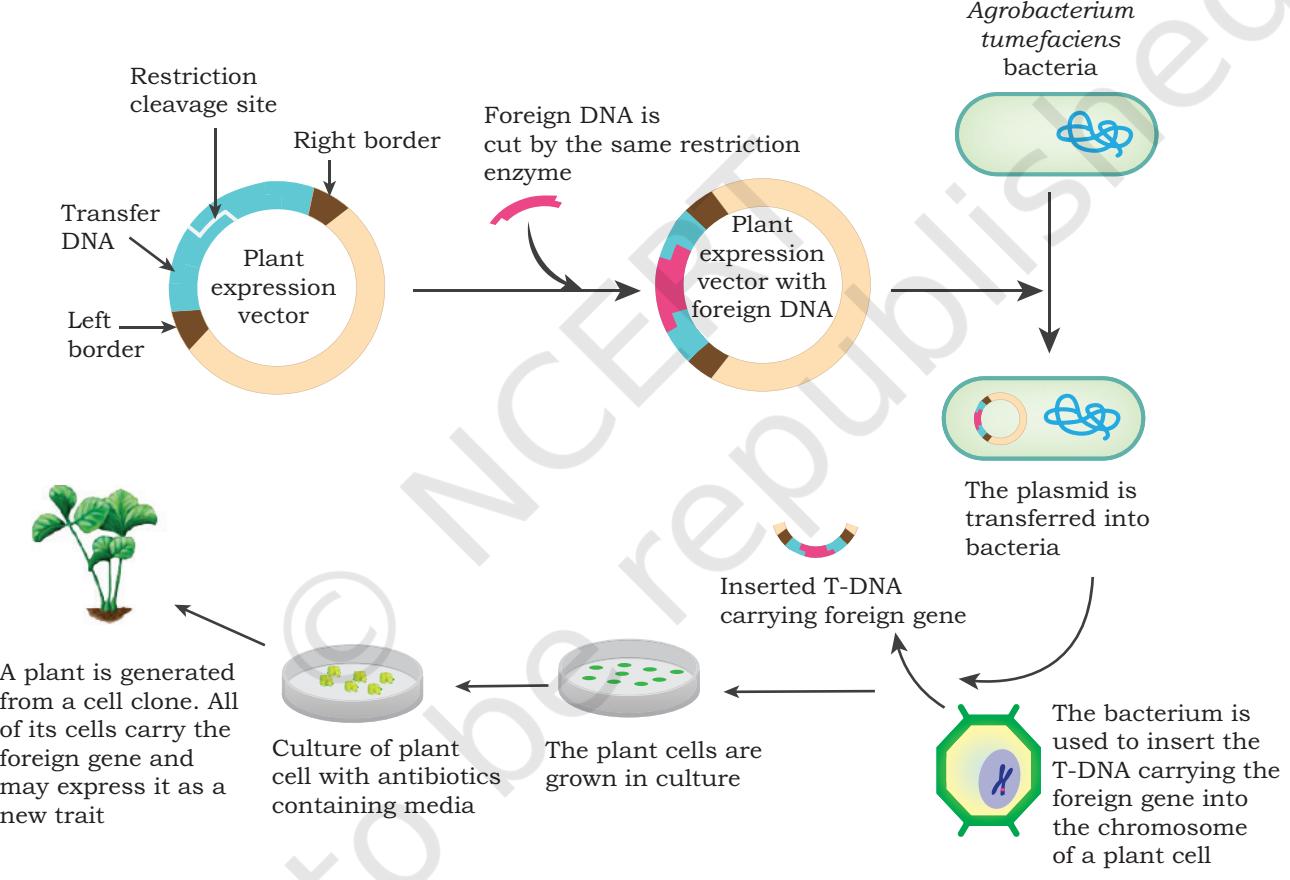 Agrobacterium
tumefaciens
bacteria
Restriction
cleavage site
Right border
Foreign DNA is
cut by the same restriction
enzyme
Transfer
DNA
Left
border
Plant
expression
vector
Plant
expression
vector with
foreign DNA
The plasmid is
transferred into
bacteria
Inserted T-DNA
carrying foreign gene
The bacterium is
used to insert the
T-DNA carrying the
foreign gene into
the chromosome
of a plant cell
The plant cells are
grown in culture
Culture of plant
cell with antibiotics
containing media
A plant is generated
from a cell clone. All
of its cells carry the
foreign gene and
may express it as a
new trait
© NCERT
to be republished